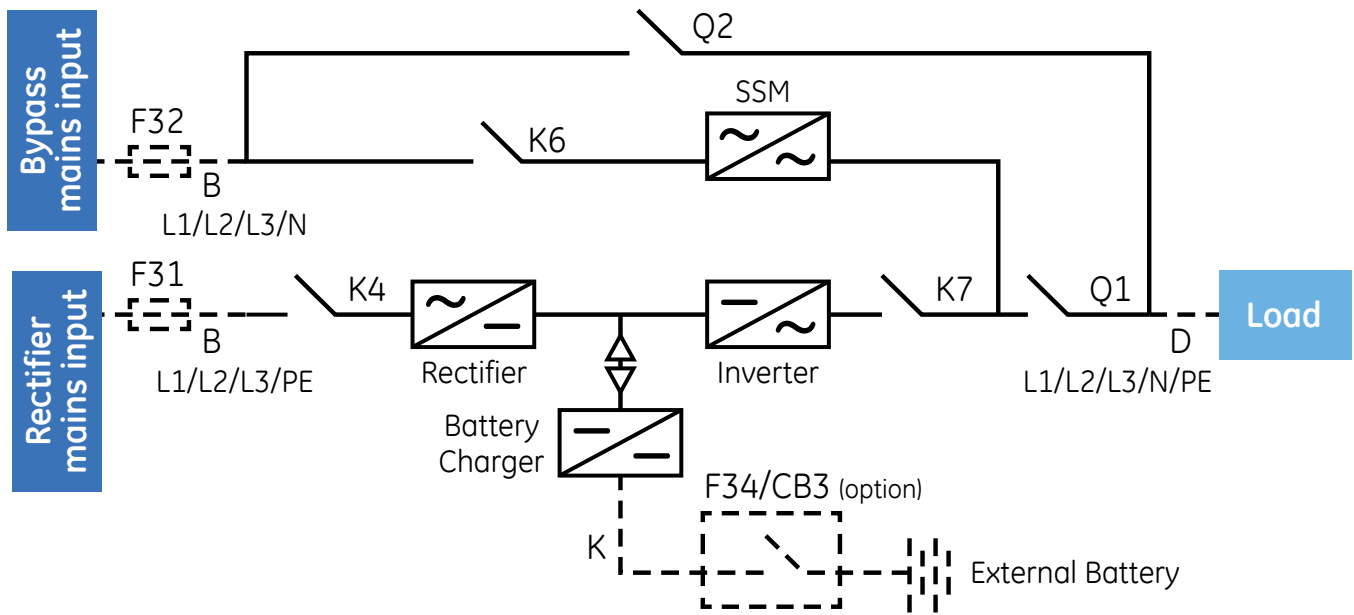 Bypass
mains input
F32
B
L1/L2/L3/N
Q2
K6
SSM
Rectifier
mains input
F31
B
L1/L2/L3/PE
K4
Rectifier
Inverter
K7
Q1
D
L1/L2/L3/N/PE
Load
Battery
Charger
K
F34/CB3 (option)
External Battery